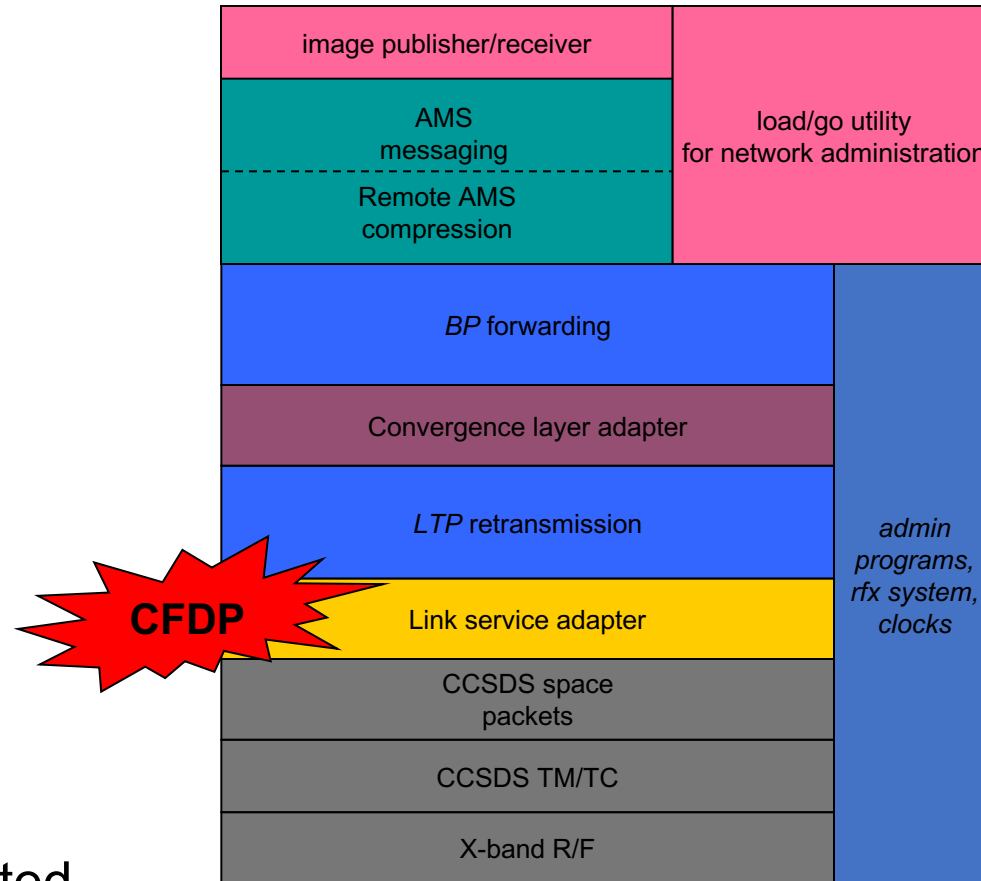 image publisher/receiver
AMS
messaging
Remote AMS
compression
load/go utility
for network administration
BP forwarding
Convergence layer adapter
LTP retransmission
admin
programs,
rfx system,
clocks
CFDP
Link service adapter
CCSDS space
packets
CCSDS TM/TC
X-band R/F